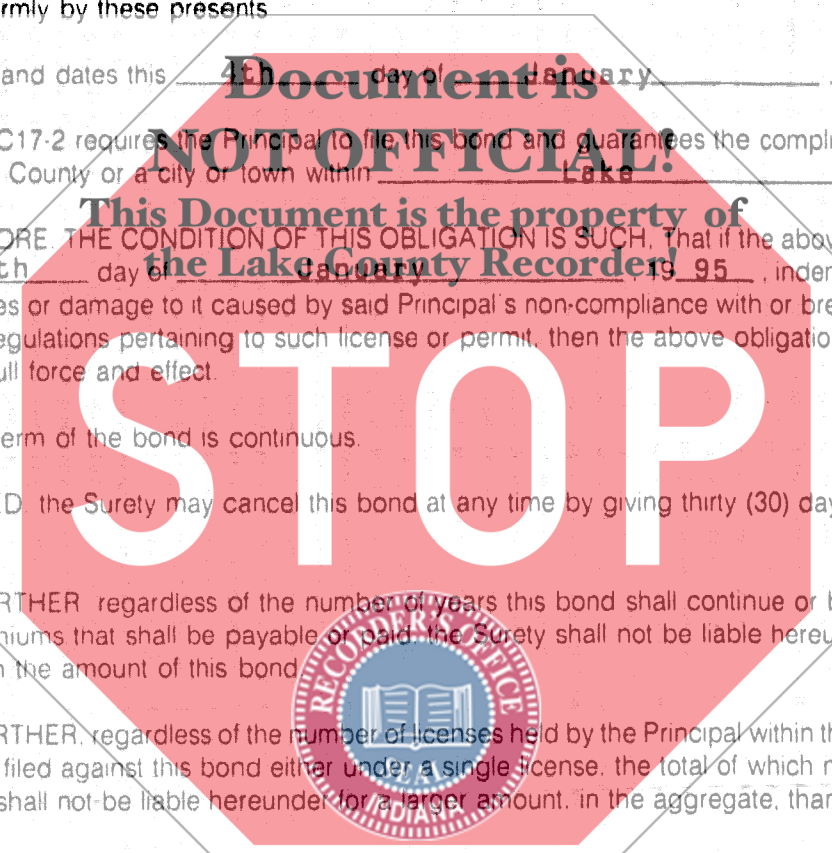 rmly by these presents
and dates this 4th day of January
Document is
C17-2 requires the Principal to file this bond and guarantees the compli
NOT OFFICIAL!
County or a city or town within Lake
This Document is the property of
ORE. THE CONDITION OF THIS OBLIGATION IS SUCH, That if the abov
the Lake County Recorder!
th day of January, 19 95, inden
es or damage to it caused by said Principal's non-compliance with or bre
egulations pertaining to such license or permit, then the above obligatio
ull force and effect.
STOP
erm of the bond is continuous.
D. the Surety may cancel this bond at any time by giving thirty (30) day
RTHER regardless of the number of years this bond shall continue or b
niums that shall be payable or paid, the Surety shall not be liable hereu
n the amount of this bond
RECORDER'S OFFICE
SEAL
INDIANA
RTHER, regardless of the number of licenses held by the Principal within th
filed against this bond either under a single license, the total of which m
shall not be liable hereunder for a larger amount, in the aggregate, than